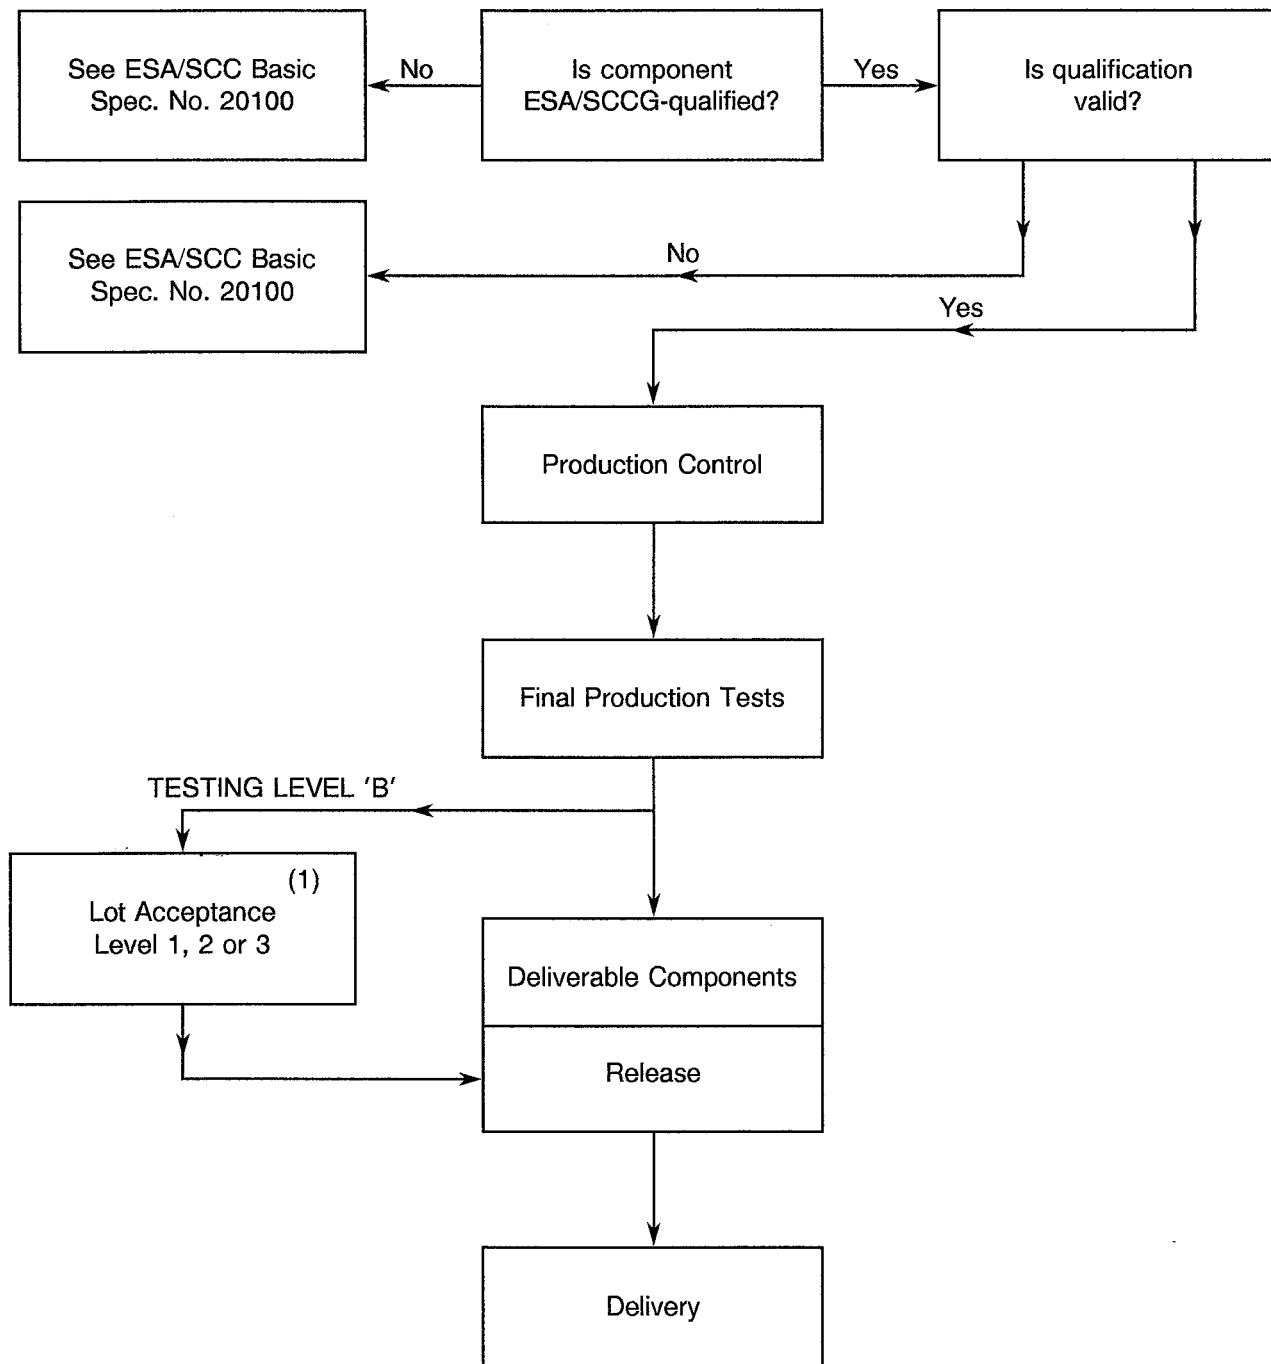 See ESA/SCC Basic
Spec. No. 20100
No
Is component
ESA/SCCG-qualified?
Yes
Is qualification
valid?
See ESA/SCC Basic
Spec. No. 20100
No
Yes
Production Control
Final Production Tests
TESTING LEVEL 'B'
(1)
Lot Acceptance
Level 1, 2 or 3
Deliverable Components
Release
Delivery